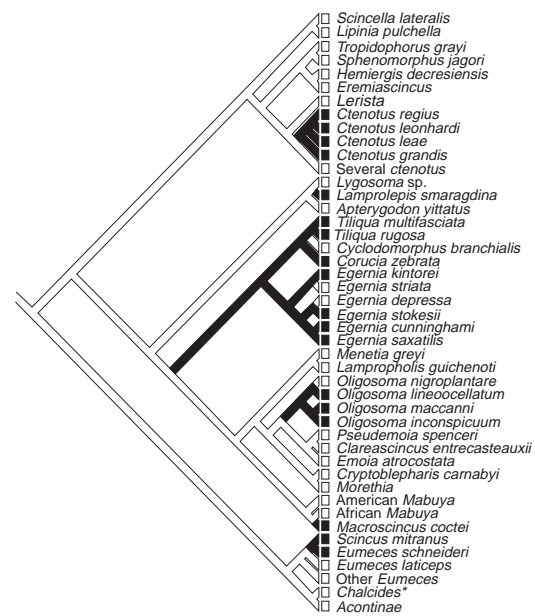 Scincella lateralis
Lipinia pulchella
Tropidophorus grayi
Sphenomorphus jagori
Hemiergis decresiensis
Eremiascincus
Lerista
Ctenotus regius
Ctenotus leonhardi
Ctenotus leae
Ctenotus grandis
Several ctenotus
Lygosoma sp.
Lamprolepis smaragdina
Apterygodon yittatus
Tiliqua multifasciata
Tiliqua rugosa
Cyclodomorphus branchialis
Corucia zebrata
Egernia kintorei
Egernia striata
Egernia depressa
Egernia stokesii
Egernia cunninghami
Egernia saxatilis
Menetia greyi
Lampropholis guichenoti
Oligosoma nigroplantare
Oligosoma lineoocellatum
Oligosoma maccanni
Oligosoma inconspicuum
Pseudemoia spenceri
Clareascincus entrecasteauxii
Emoia atrocostata
Cryptoblepharis carnabyi
Morethia
American Mabuya
African Mabuya
Macroscincus coctei
Scincus mitranus
Eumeces schneideri
Eumeces laticeps
Other Eumeces
Chalcides*
Acontinae